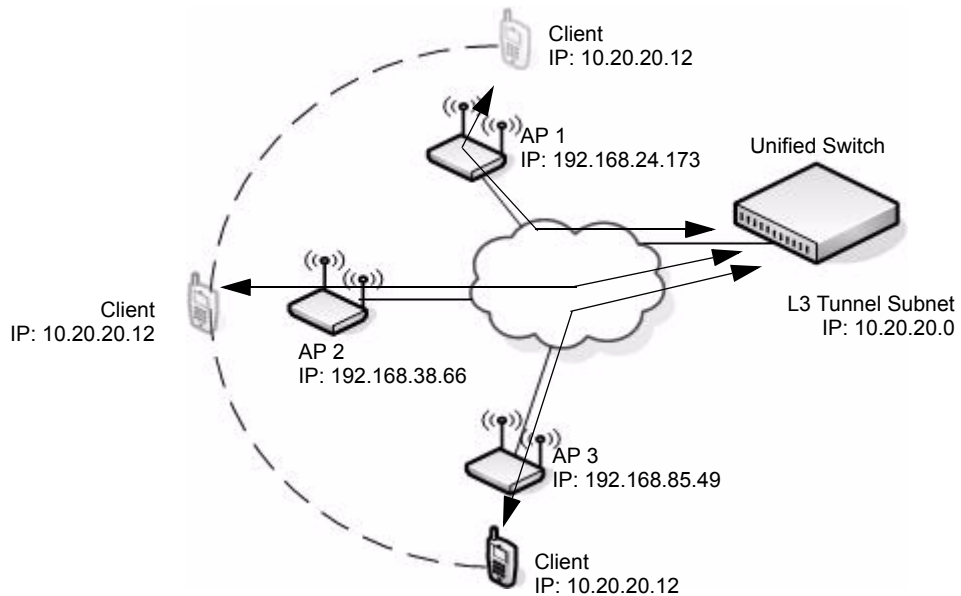 Client
IP: 10.20.20.12
AP 1
IP: 192.168.24.173
Unified Switch
L3 Tunnel Subnet
IP: 10.20.20.0
Client
IP: 10.20.20.12
AP 2
IP: 192.168.38.66
AP 3
IP: 192.168.85.49
Client
IP: 10.20.20.12